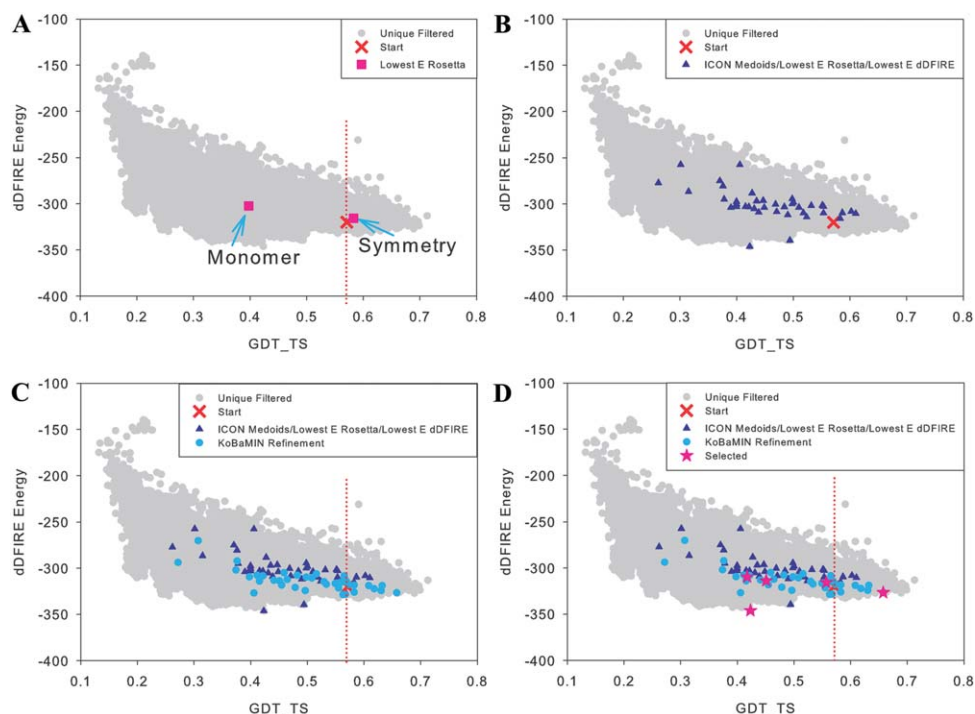 A
-100
-150
-200
-250
-300
-350
-400
dDFIRE Energy
Unique Filtered
Start
Lowest E Rosetta
Monomer
Symmetry
0.1 0.2 0.3 0.4 0.5 0.6 0.7 0.8
GDT_TS
B
-100
-150
-200
-250
-300
-350
-400
dDFIRE Energy
Unique Filtered
Start
ICON Medoids/Lowest E Rosetta/Lowest E dDFIRE
0.1 0.2 0.3 0.4 0.5 0.6 0.7 0.8
GDT_TS
C
-100
-150
-200
-250
-300
-350
-400
dDFIRE Energy
Unique Filtered
Start
ICON Medoids/Lowest E Rosetta/Lowest E dDFIRE
KoBaMIN Refinement
0.1 0.2 0.3 0.4 0.5 0.6 0.7 0.8
GDT_TS
D
-100
-150
-200
-250
-300
-350
-400
dDFIRE Energy
Unique Filtered
Start
ICON Medoids/Lowest E Rosetta/Lowest E dDFIRE
KoBaMIN Refinement
Selected
0.1 0.2 0.3 0.4 0.5 0.6 0.7 0.8
GDT_TS